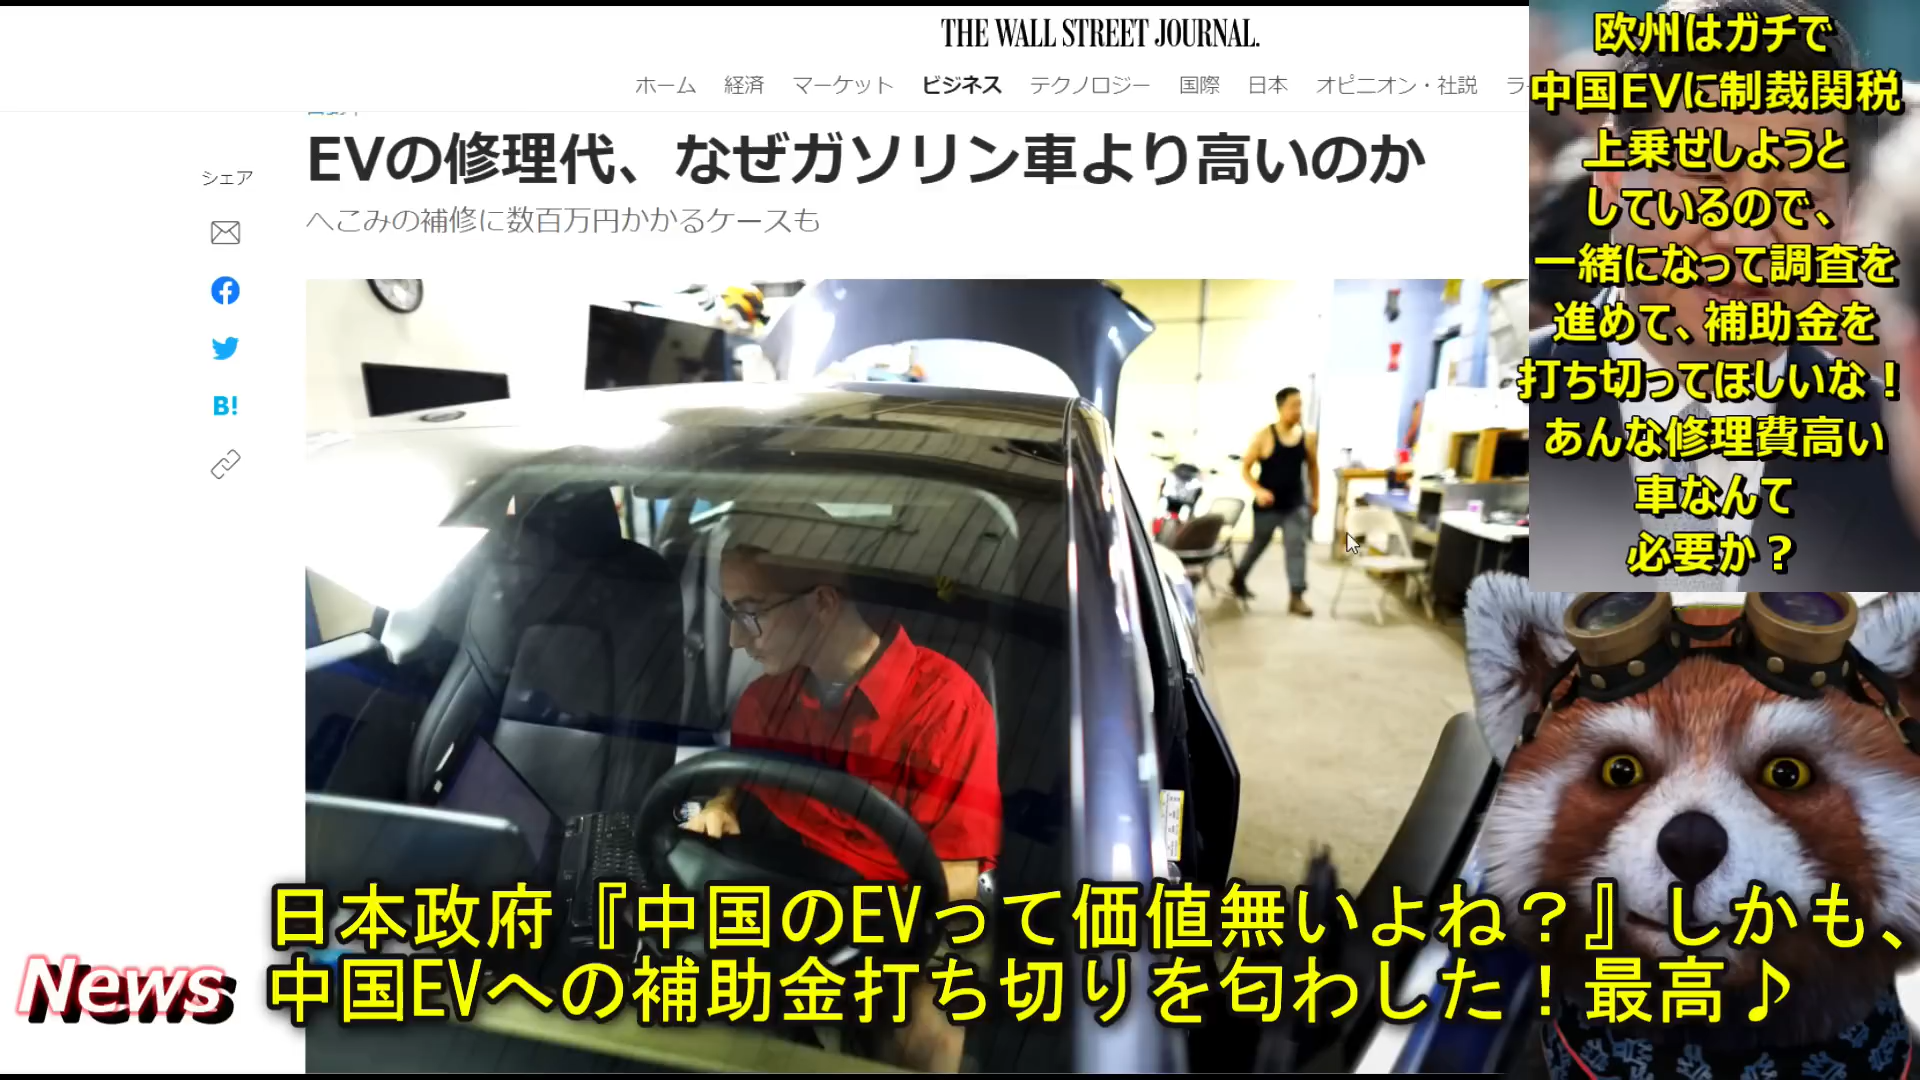 THE WALL STREET JOURNAL.
ホーム 経済 マーケット ビジネス テクノロジー 国際 日本 オピニオン・社説 ラ
EVの修理代、なぜガソリン車より高いのか
へこみの補修に数百万円かかるケースも
シェア
B!
欧州はガチで
中国EVに制裁関税
上乗せしようと
しているので、
一緒になって調査を
進めて、補助金を
打ち切ってほしいな！
あんな修理費高い
車なんて
必要か？
News
日本政府『中国のEVって価値無いよね？』しかも、
中国EVへの補助金打ち切りを匂わした！最高♪